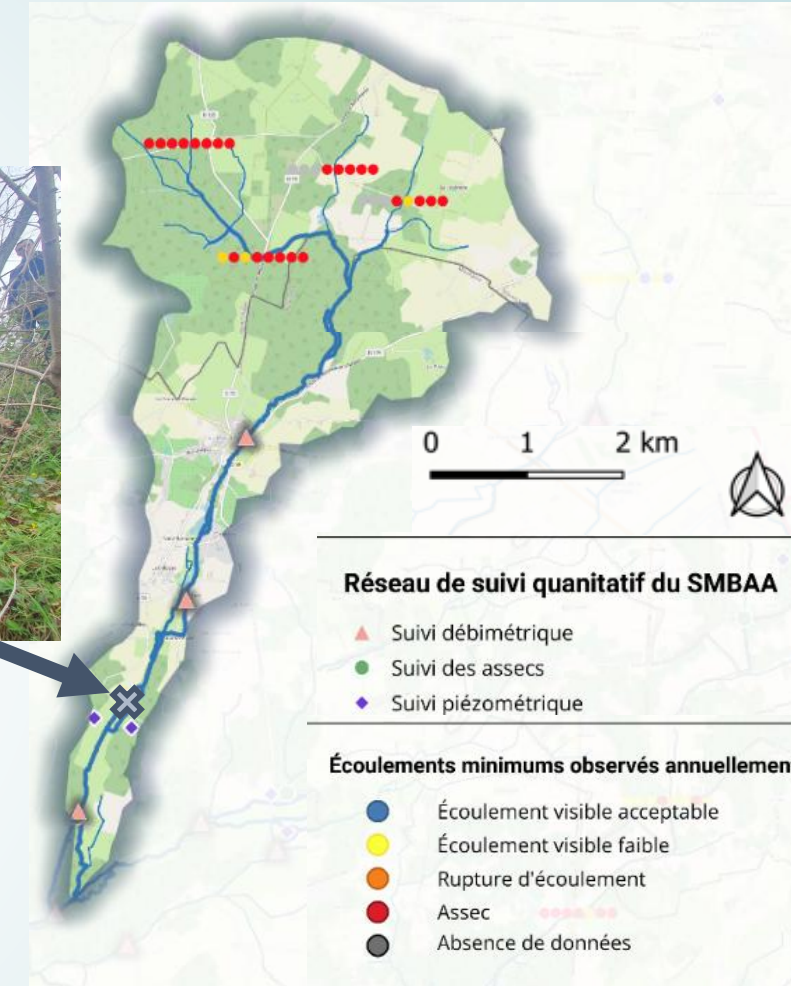 0 1 2 km
Réseau de suivi quanitatif du SMBAA
Suivi débimétrique
Suivi des assecs
Suivi piézométrique
Écoulements minimums observés annuellemen
Écoulement visible acceptable
Écoulement visible faible
Rupture d'écoulement
Assec
Absence de données